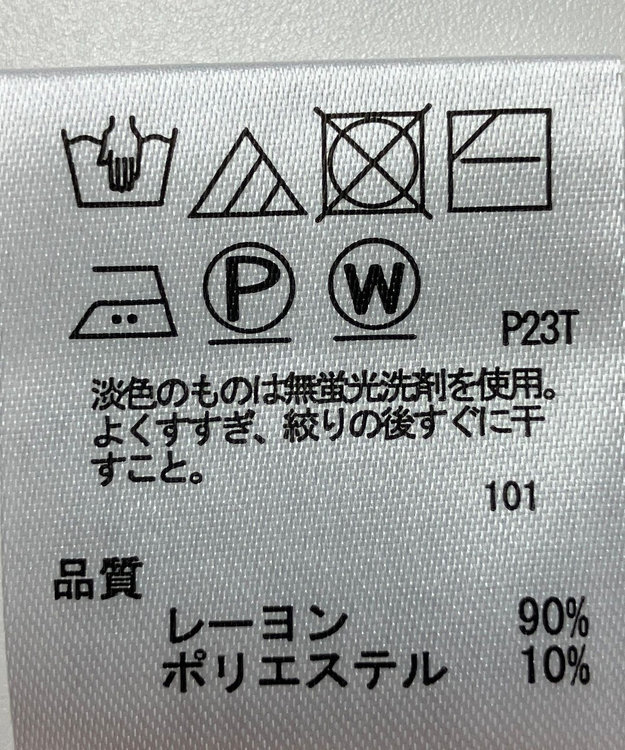 P W
P23T
淡色のものは無蛍光洗剤を使用。
よくすすぎ、絞りの後すぐに干
すこと。
101
品質
レーヨン 90%
ポリエステル 10%